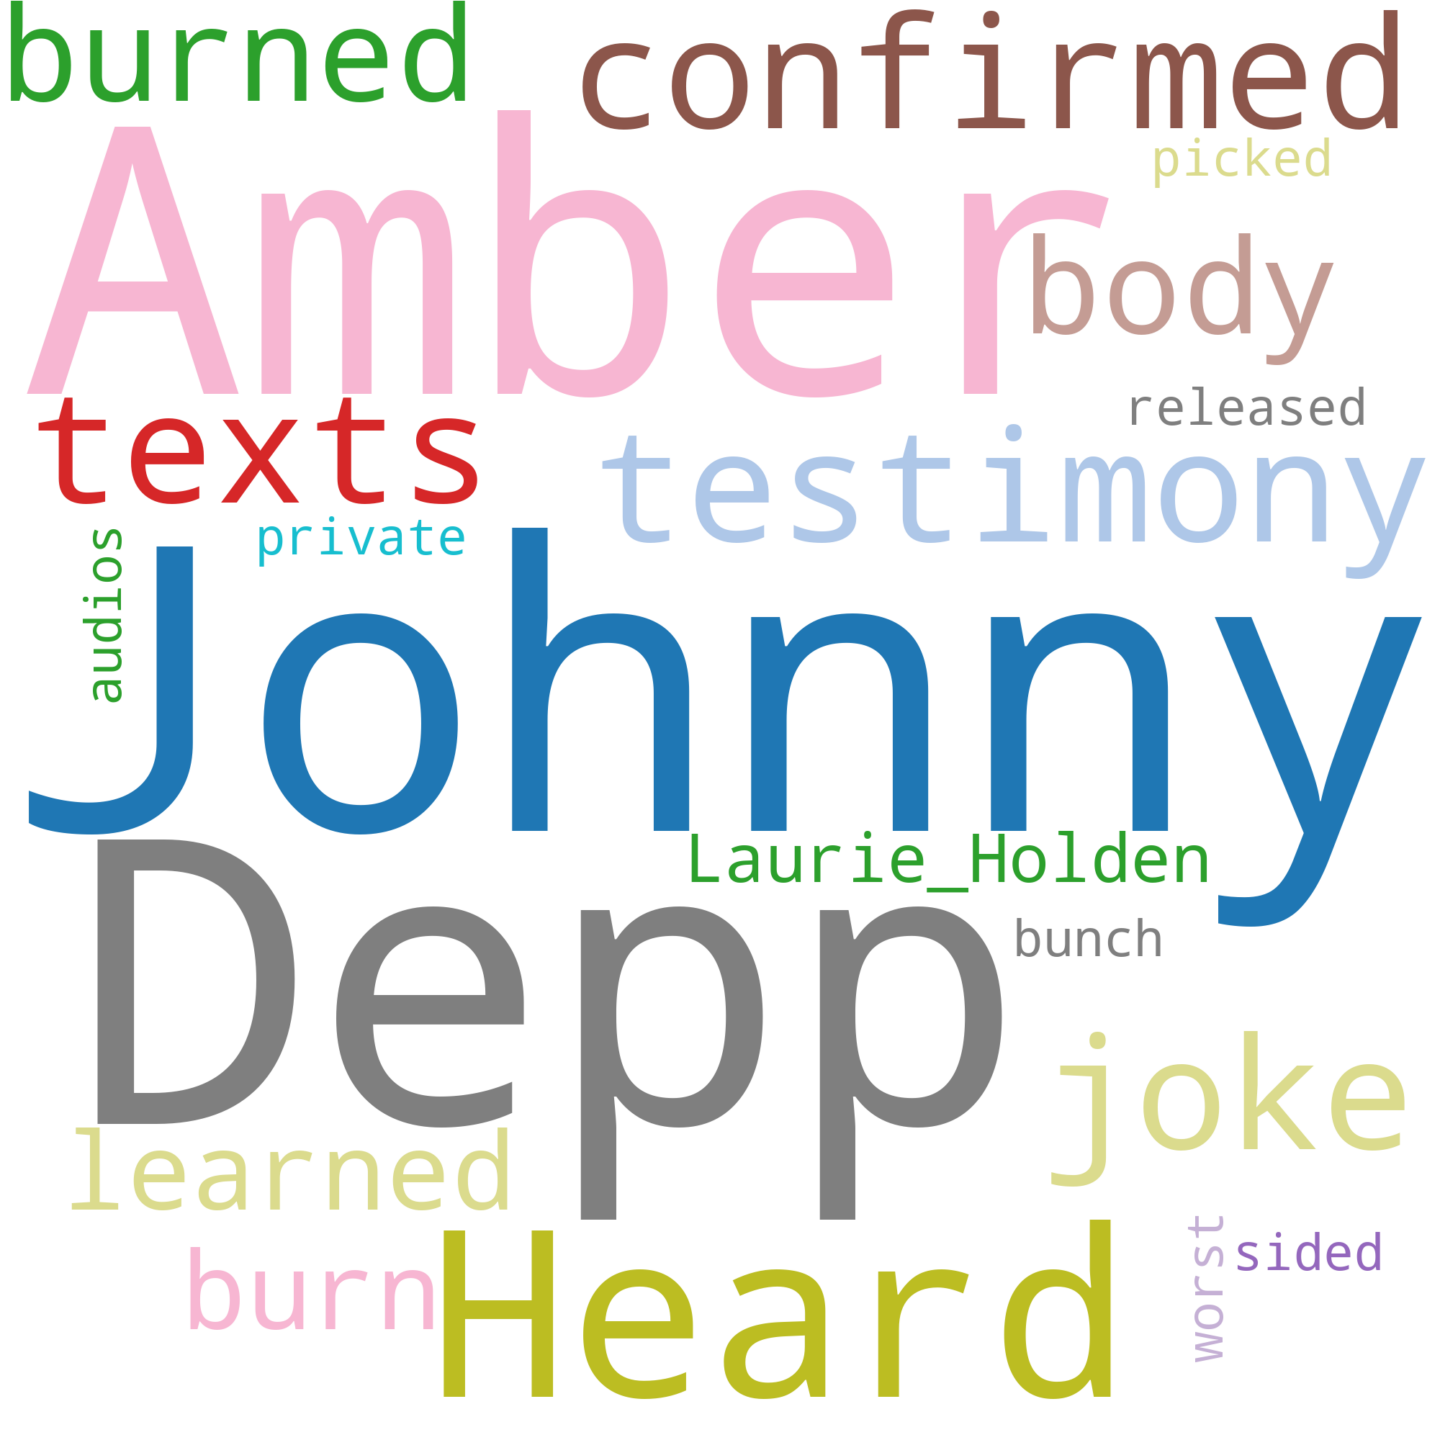 burned
confirmed
picked
Amber
body
released
texts
testimony
private
audios
Johnny
Laurie_Holden
Depp
bunch
joke
learned
worst
sided
burn
Heard